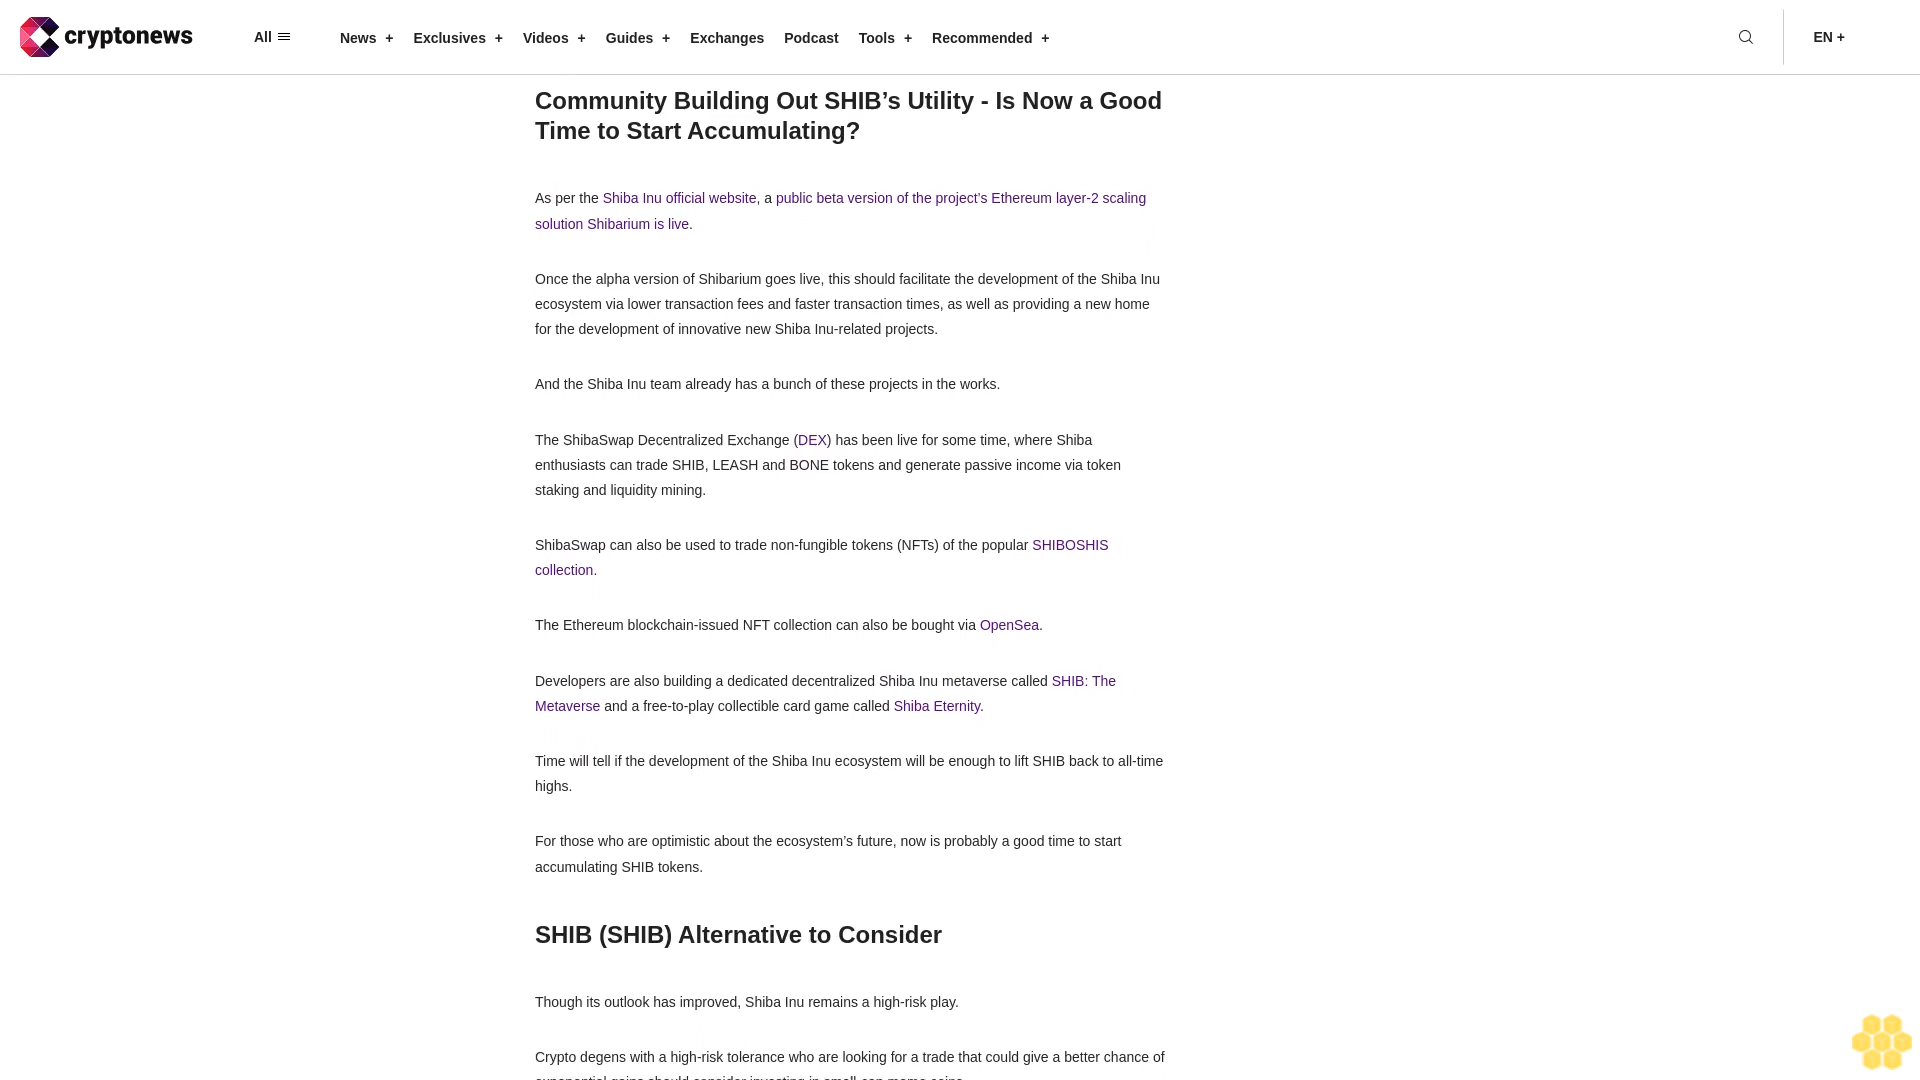 cryptonews
All
News +
Exclusives +
Videos +
Guides +
Exchanges
Podcast
Tools +
Recommended +
EN +
Community Building Out SHIB’s Utility - Is Now a Good
Time to Start Accumulating?
As per the Shiba Inu official website, a public beta version of the project’s Ethereum layer-2 scaling
solution Shibarium is live.
Once the alpha version of Shibarium goes live, this should facilitate the development of the Shiba Inu
ecosystem via lower transaction fees and faster transaction times, as well as providing a new home
for the development of innovative new Shiba Inu-related projects.
And the Shiba Inu team already has a bunch of these projects in the works.
The ShibaSwap Decentralized Exchange (DEX) has been live for some time, where Shiba
enthusiasts can trade SHIB, LEASH and BONE tokens and generate passive income via token
staking and liquidity mining.
ShibaSwap can also be used to trade non-fungible tokens (NFTs) of the popular SHIBOSHIS
collection.
The Ethereum blockchain-issued NFT collection can also be bought via OpenSea.
Developers are also building a dedicated decentralized Shiba Inu metaverse called SHIB: The
Metaverse and a free-to-play collectible card game called Shiba Eternity.
Time will tell if the development of the Shiba Inu ecosystem will be enough to lift SHIB back to all-time
highs.
For those who are optimistic about the ecosystem’s future, now is probably a good time to start
accumulating SHIB tokens.
SHIB (SHIB) Alternative to Consider
Though its outlook has improved, Shiba Inu remains a high-risk play.
Crypto degens with a high-risk tolerance who are looking for a trade that could give a better chance of
exponential gains should consider investing in small-cap meme coins.